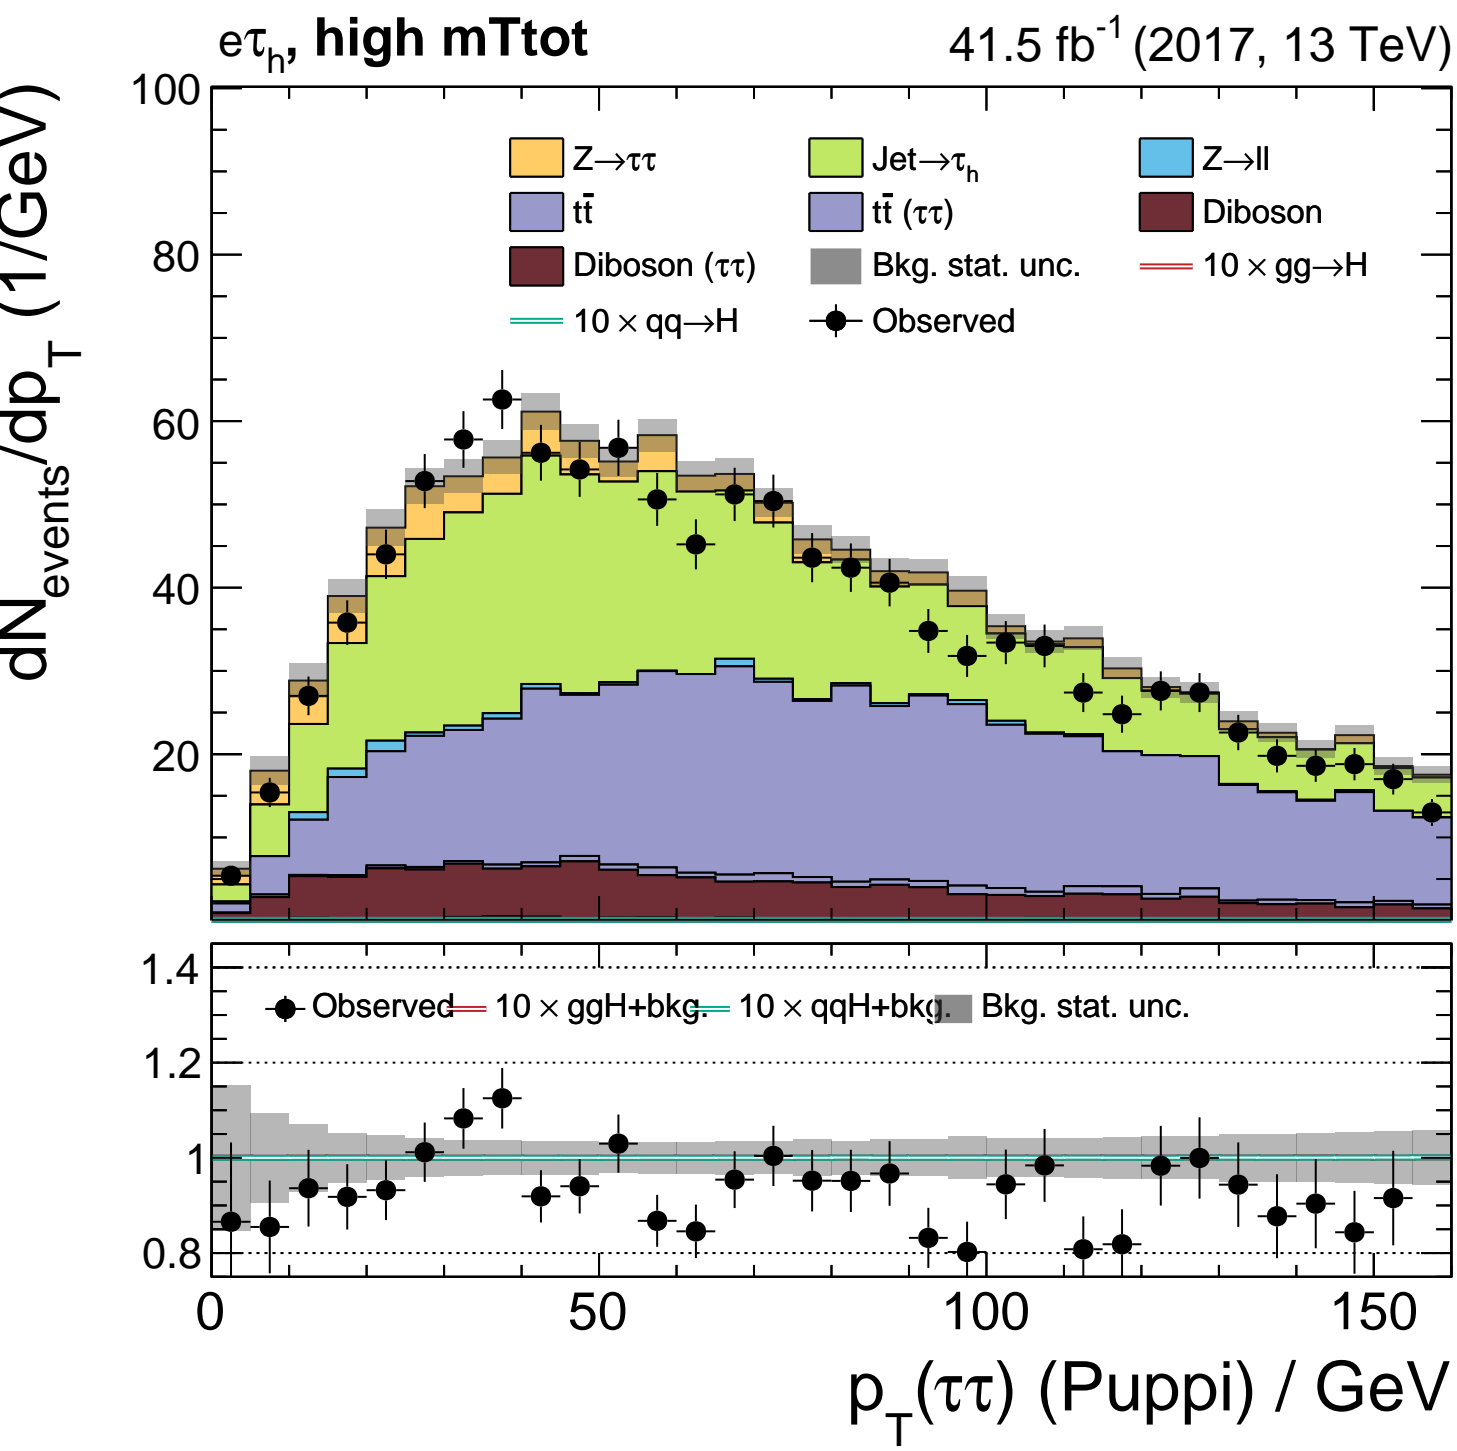 eτh, high mTtot
41.5 fb-1 (2017, 13 TeV)
dNevents/dpT (1/GeV)
100
80
60
40
20
Z→ττ Jet→τh Z→ll
tt̄ tt̄ (ττ) Diboson
Diboson (ττ) Bkg. stat. unc. 10 × gg→H
10 × qq→H Observed
1.4
1.2
1
0.8
Observed 10 × ggH+bkg. 10 × qqH+bkg. Bkg. stat. unc.
0 50 100 150
pT(ττ) (Puppi) / GeV